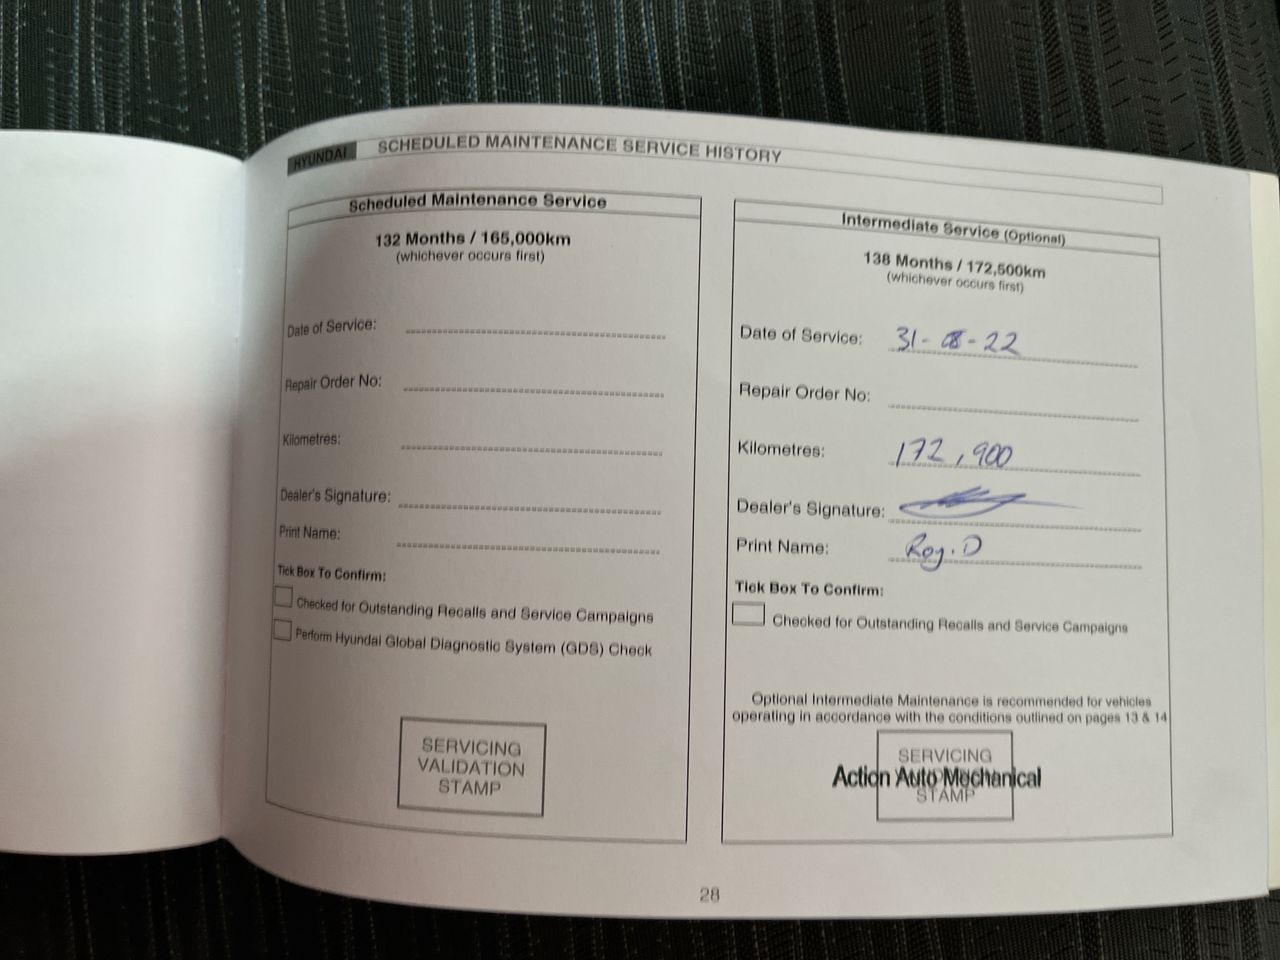 HYUNDAI SCHEDULED MAINTENANCE SERVICE HISTORY
Scheduled Maintenance Service
132 Months / 165,000km
(whichever occurs first)
Date of Service:
Repair Order No:
Kilometres:
Dealer's Signature:
Print Name:
Tick Box To Confirm:
Checked for Outstanding Recalls and Service Campaigns
Perform Hyundai Global Diagnostic System (GDS) Check
SERVICING
VALIDATION
STAMP
Intermediate Service (Optional)
138 Months / 172,500km
(whichever occurs first)
Date of Service: 31-08-22
Repair Order No:
Kilometres: 172,900
Dealer's Signature:
Print Name: Roy.D
Tick Box To Confirm:
Checked for Outstanding Recalls and Service Campaigns
Optional Intermediate Maintenance is recommended for vehicles
operating in accordance with the conditions outlined on pages 13 & 14
SERVICING
Action Auto Mechanical
STAMP
28